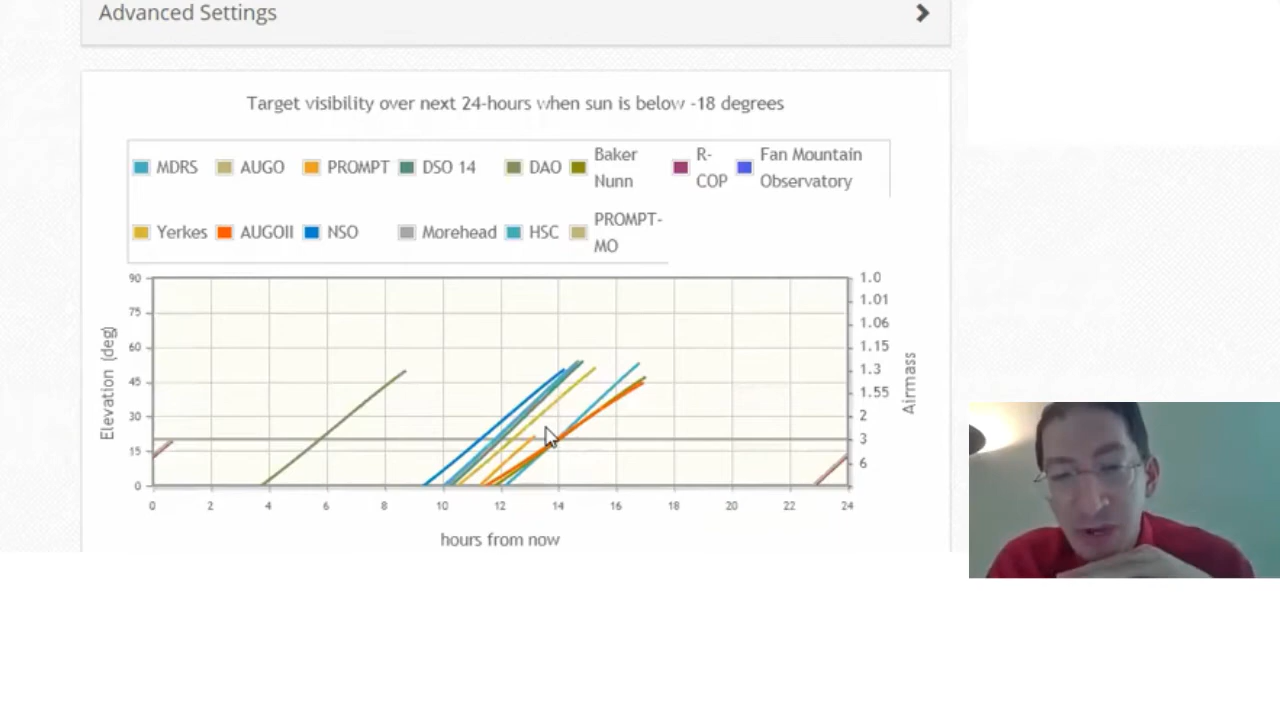 Advanced Settings
Target visibility over next 24-hours when sun is below -18 degrees
MDRS AUGO PROMPT DSO 14 DAO Baker Nunn R-COP Fan Mountain Observatory
Yerkes AUGOII NSO Morehead HSC PROMPT-MO
90 75 60 45 30 15 0
Elevation (deg)
1.0 1.01 1.06 1.15 1.3 1.55 2 3 6
Airmass
0 2 4 6 8 10 12 14 16 18 20 22 24
hours from now